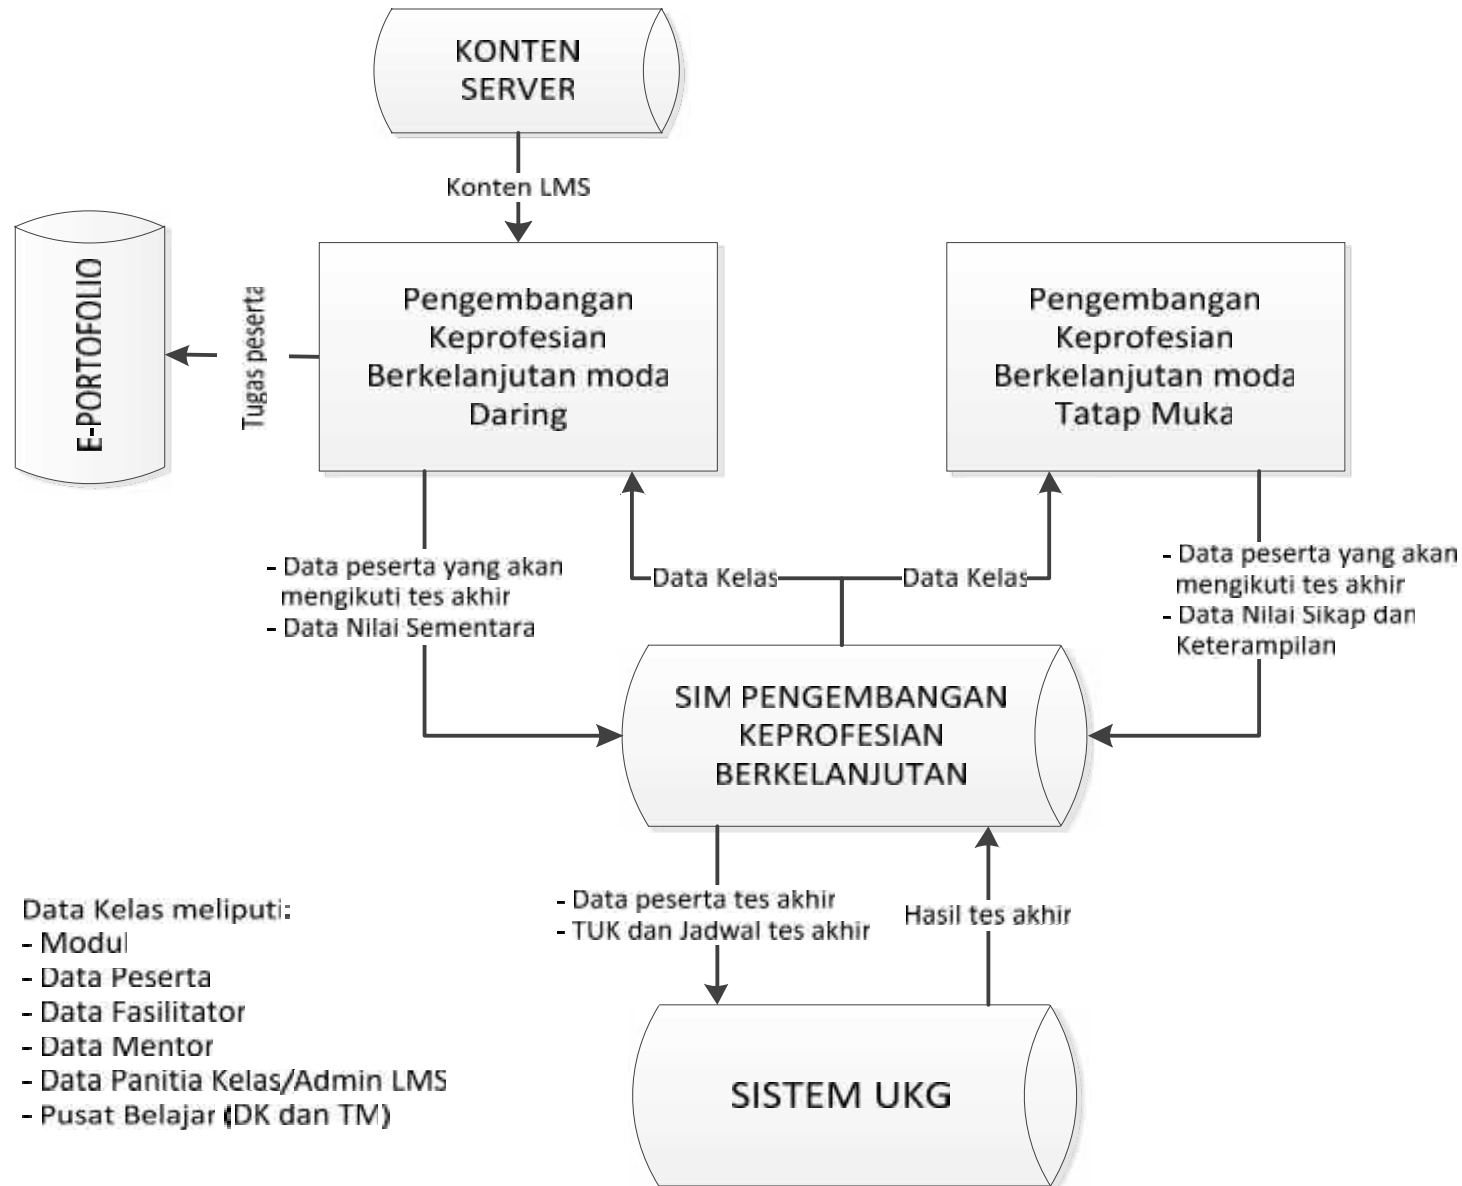 KONTEN
SERVER
Konten LMS
E-PORTOFOLIO
Tugas peserta
Pengembangan
Keprofesian
Berkelanjutan moda
Daring
Pengembangan
Keprofesian
Berkelanjutan moda
Tatap Muka
- Data peserta yang akan
mengikuti tes akhir
- Data Nilai Sementara
Data Kelas
Data Kelas
- Data peserta yang akan
mengikuti tes akhir
- Data Nilai Sikap dan
Keterampilan
SIM PENGEMBANGAN
KEPROFESIAN
BERKELANJUTAN
- Data peserta tes akhir
- TUK dan Jadwal tes akhir
Hasil tes akhir
Data Kelas meliputi:
- Modul
- Data Peserta
- Data Fasilitator
- Data Mentor
- Data Panitia Kelas/Admin LMS
- Pusat Belajar (DK dan TM)
SISTEM UKG